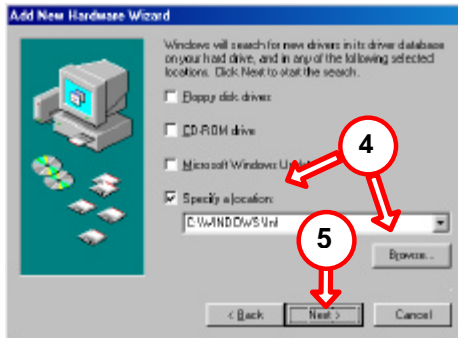 Add New Hardware Wizard
Windows will search for new drivers in its driver database
on your hard drive, and in any of the following selected
locations. Click Next to start the search.
Floppy disk drives
CD-ROM drive
Microsoft Windows
4
Specify a location:
C:\WINDOWS\Inf
5
Browse...
< Back
Next >
Cancel